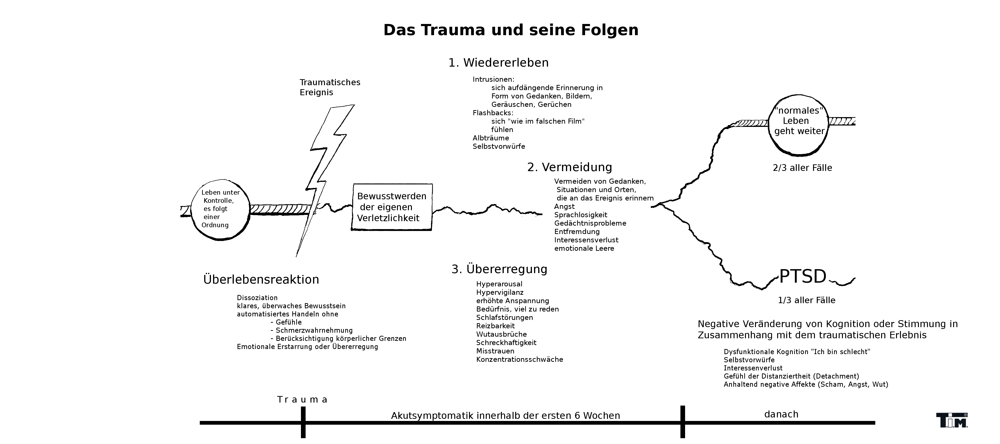 Das Trauma und seine Folgen
Leben unter
Kontrolle,
es folgt
einer
Ordnung
Traumatisches
Ereignis
Überlebensreaktion
Dissoziation
klares, überwaches Bewusstsein
automatisiertes Handeln ohne
- Gefühle
- Schmerzwahrnehmung
- Berücksichtigung körperlicher Grenzen
Emotionale Erstarrung oder Übererregung
Bewusstwerden
der eigenen
Verletzlichkeit
1. Wiedererleben
Intrusionen:
sich aufdängende Erinnerung in
Form von Gedanken, Bildern,
Geräuschen, Gerüchen
Flashbacks:
sich "wie im falschen Film"
fühlen
Albträume
Selbstvorwürfe
2. Vermeidung
Vermeiden von Gedanken,
Situationen und Orten,
die an das Ereignis erinnern
Angst
Sprachlosigkeit
Gedächtnisprobleme
Entfremdung
Interessensverlust
emotionale Leere
3. Übererregung
Hyperarousal
Hypervigilanz
erhöhte Anspannung
Bedürfnis, viel zu reden
Schlafstörungen
Reizbarkeit
Wutausbrüche
Schreckhaftigkeit
Misstrauen
Konzentrationsschwäche
"normales"
Leben
geht weiter
2/3 aller Fälle
PTSD
1/3 aller Fälle
Negative Veränderung von Kognition oder Stimmung in
Zusammenhang mit dem traumatischen Erlebnis
Dysfunktionale Kognition "Ich bin schlecht"
Selbstvorwürfe
Interessenverlust
Gefühl der Distanziertheit (Detachment)
Anhaltend negative Affekte (Scham, Angst, Wut)
Trauma
Akutsymptomatik innerhalb der ersten 6 Wochen
danach
T.i.M.®